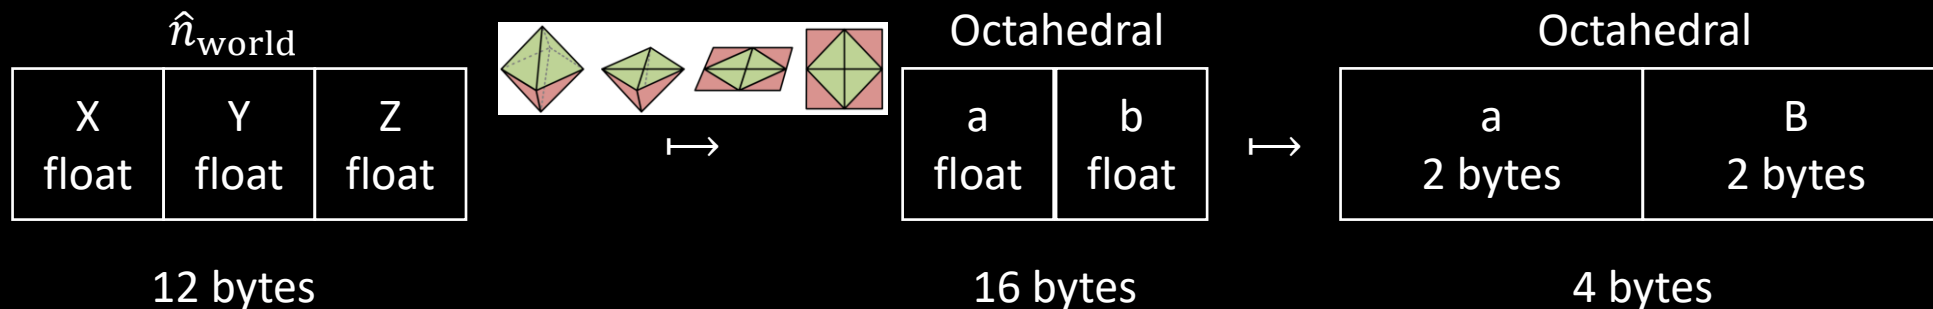 n̂world
X
float
Y
float
Z
float
12 bytes
↦
Octahedral
a
float
b
float
16 bytes
↦
Octahedral
a
2 bytes
B
2 bytes
4 bytes